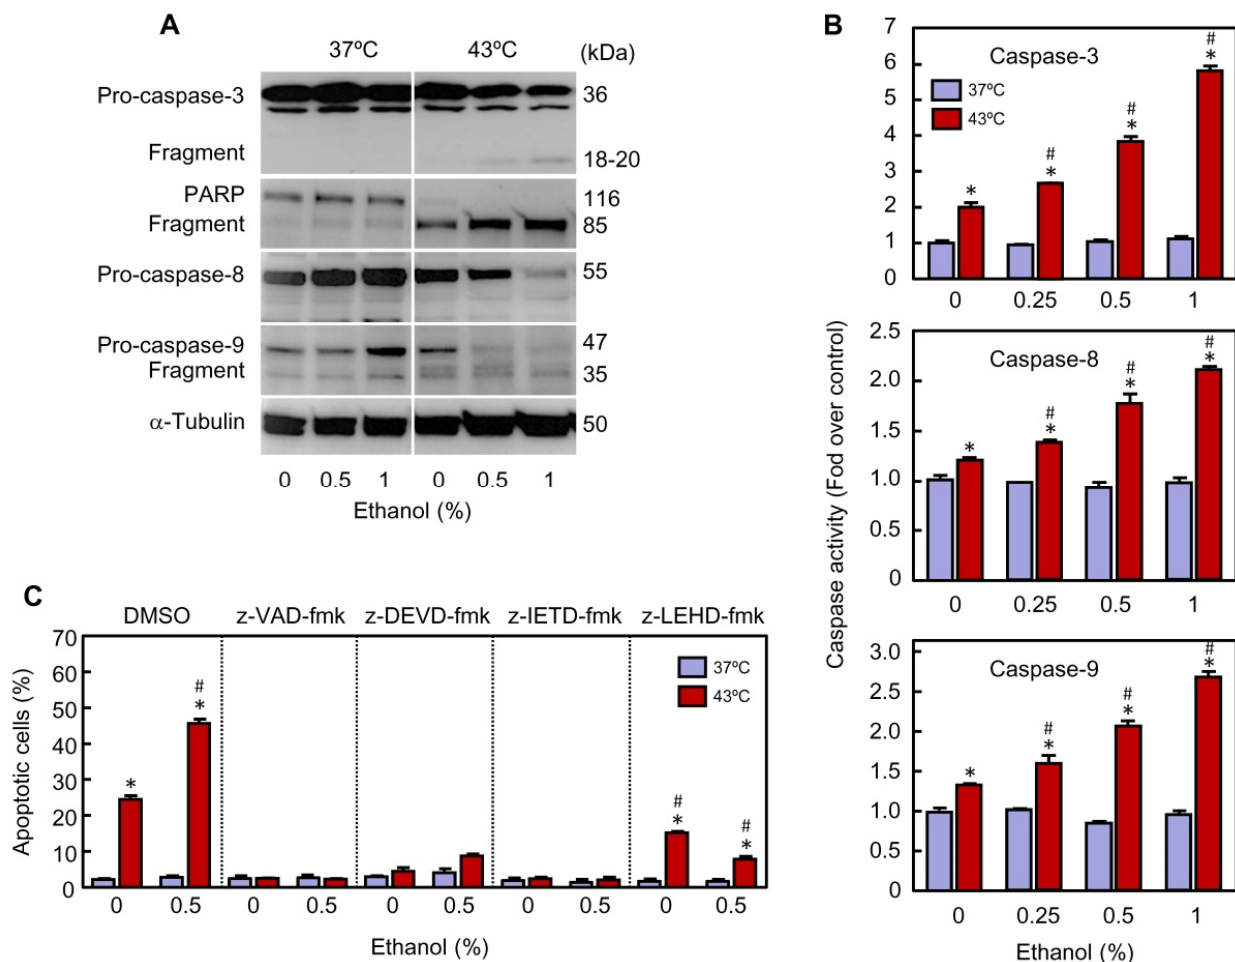 A
37ºC 43ºC (kDa)
Pro-caspase-3 36
Fragment 18-20
PARP 116
Fragment 85
Pro-caspase-8 55
Pro-caspase-9 47
Fragment 35
α-Tubulin 50
0 0.5 1 0 0.5 1
Ethanol (%)
B
Caspase activity (Fod over control)
Caspase-3
37ºC
43ºC
7
6
5
4
3
2
1
0
* # * # * # *
0 0.25 0.5 1
Caspase-8
2.5
2.0
1.5
1.0
0.5
0
* # * # * # *
0 0.25 0.5 1
Caspase-9
3.0
2.5
2.0
1.5
1.0
0.5
0
* # * # * # *
0 0.25 0.5 1
Ethanol (%)
C
DMSO z-VAD-fmk z-DEVD-fmk z-IETD-fmk z-LEHD-fmk
Apoptotic cells (%)
70
60
50
40
30
20
10
0
37ºC
43ºC
* # * # * # *
0 0.5 0 0.5 0 0.5 0 0.5 0 0.5
Ethanol (%)